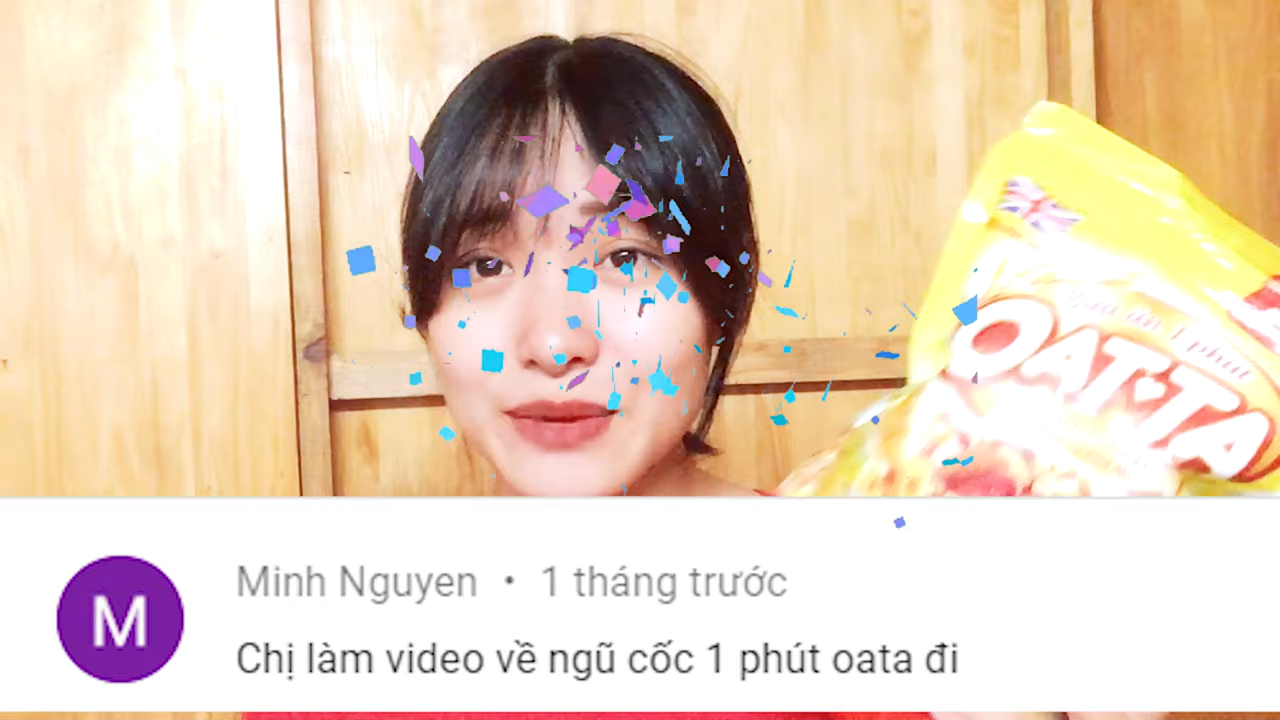 OATTA
M
Minh Nguyen • 1 tháng trước
Chị làm video về ngũ cốc 1 phút oata đi